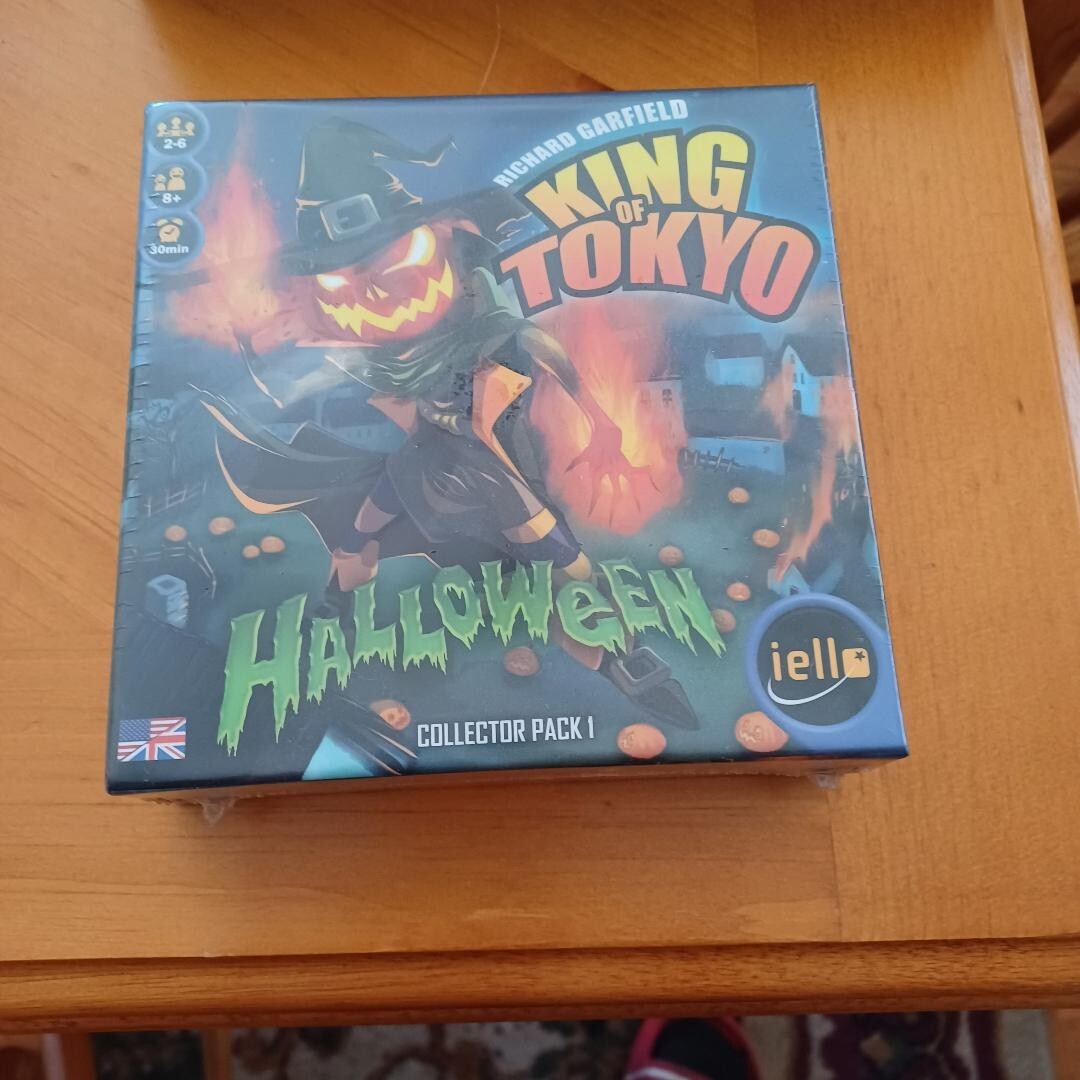 2-6
8+
30min
RICHARD GARFIELD
KING
OF
TOKYO
HALLOWeEN
COLLECTOR PACK 1
iello